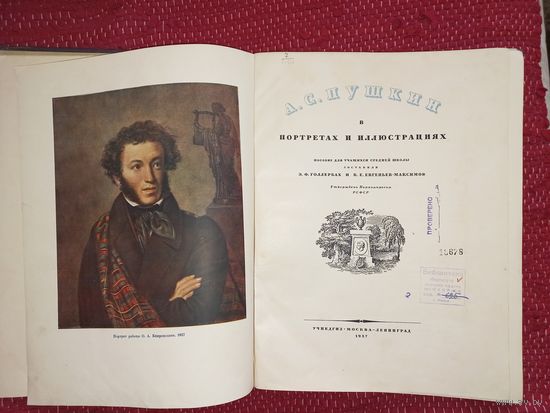 Портрет работы О. А. Кипренского. 1827
А.С.ПУШКИН
В
ПОРТРЕТАХ И ИЛЛЮСТРАЦИЯХ
ПОСОБИЕ ДЛЯ УЧАЩИХСЯ СРЕДНЕЙ ШКОЛЫ
СОСТАВИЛИ
Э. Ф. ГОЛЛЕРБАХ И В. Е. ЕВГЕНЬЕВ-МАКСИМОВ
Утверждено Наркомпросом
РСФСР
ПРОВЕРЕНО
Библиотека
УЧПЕДГИЗ · МОСКВА-ЛЕНИНГРАД
1937